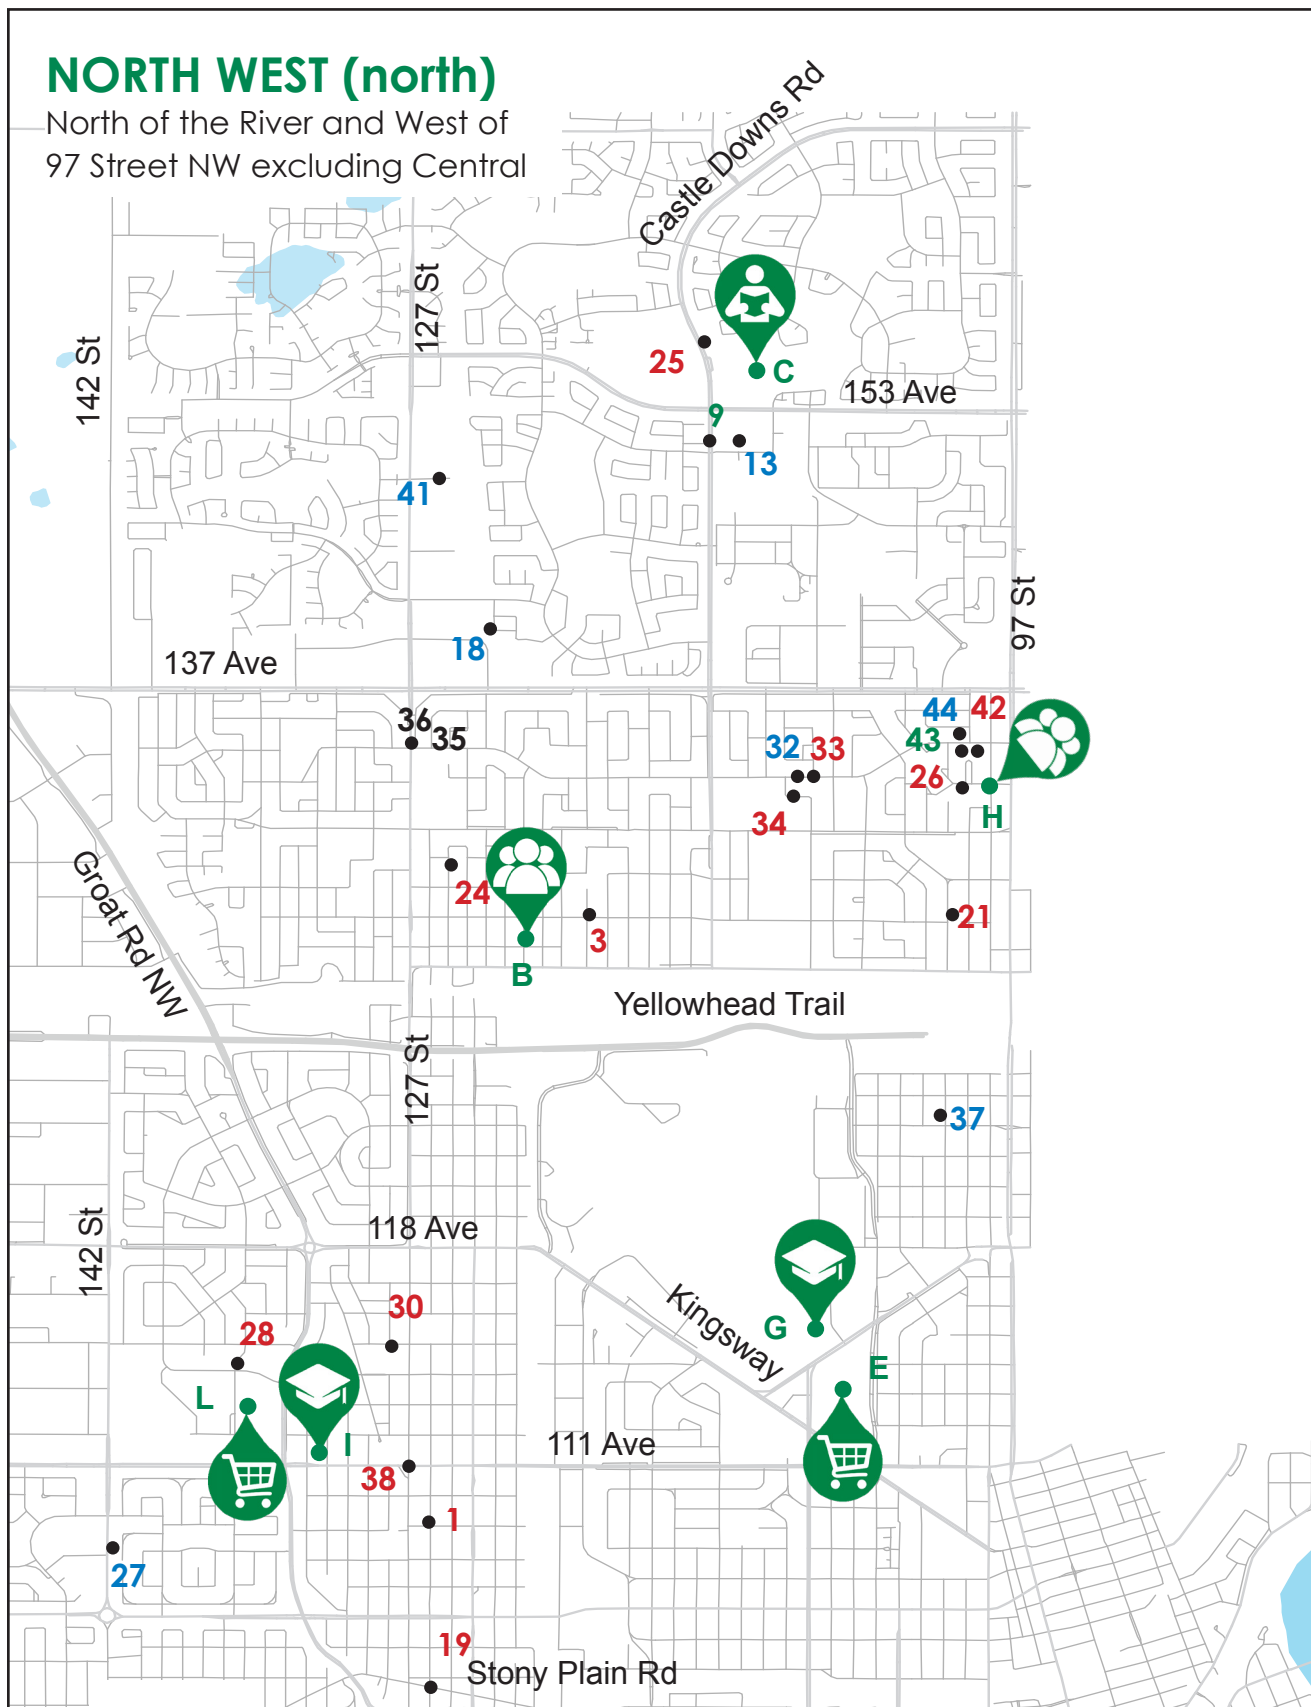 NORTH WEST (north)
North of the River and West of
97 Street NW excluding Central
Castle Downs Rd
127 St
142 St
25
C
153 Ave
9
13
41
97 St
18
137 Ave
36
35
44
42
43
32
33
26
34
H
Groat Rd NW
24
3
21
B
Yellowhead Trail
127 St
37
142 St
118 Ave
Kingsway
30
28
G
E
L
I
111 Ave
38
1
27
19
Stony Plain Rd